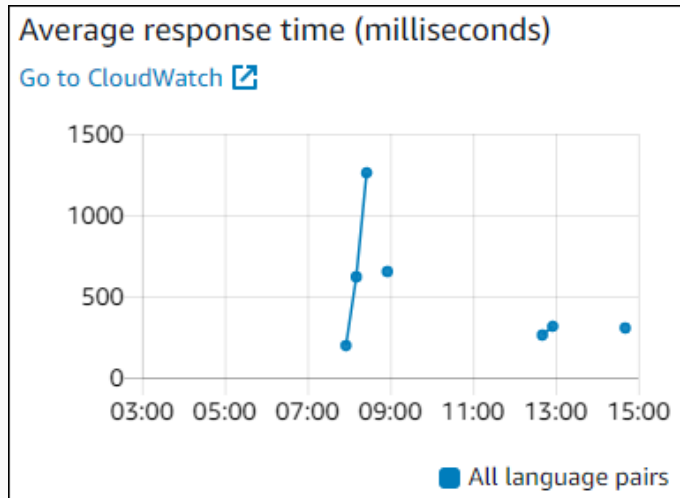 Average response time (milliseconds)
Go to CloudWatch
1500
1000
500
0
03:00 05:00 07:00 09:00 11:00 13:00 15:00
All language pairs